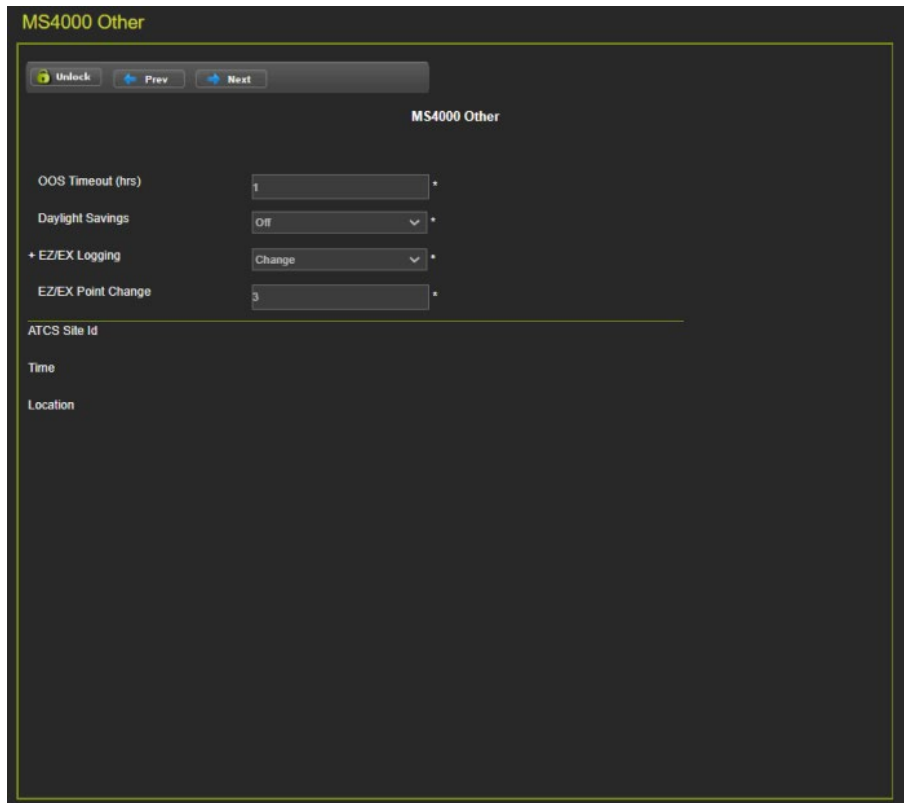 MS4000 Other
Unlock Prev Next
MS4000 Other
OOS Timeout (hrs) 1 *
Daylight Savings Off *
+ EZ/EX Logging Change *
EZ/EX Point Change 3 *
ATCS Site Id
Time
Location